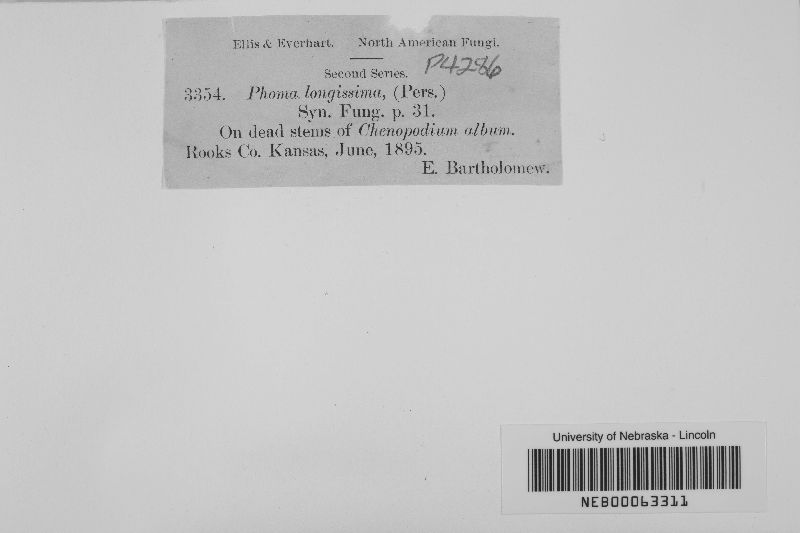 Ellis & Everhart. North American Fungi.
Second Series. P4286
3354. Phoma longissima, (Pers.)
Syn. Fung. p. 31.
On dead stems of Chenopodium album.
Rooks Co. Kansas, June, 1895.
E. Bartholomew.
University of Nebraska - Lincoln
NEB00063311